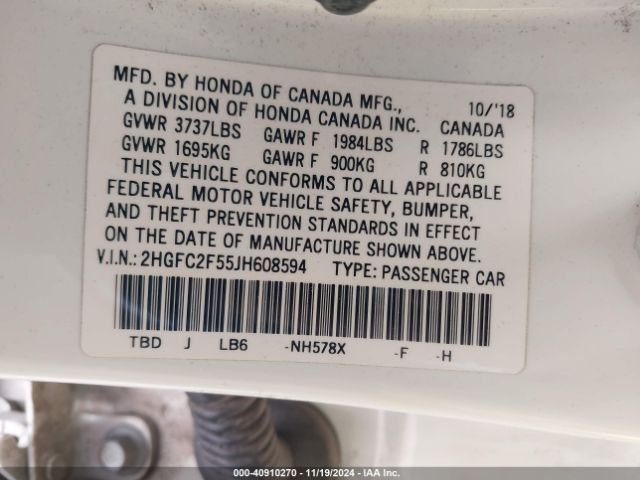 MFD. BY HONDA OF CANADA MFG., 10/'18
A DIVISION OF HONDA CANADA INC. CANADA
GVWR 3737LBS GAWR F 1984LBS R 1786LBS
GVWR 1695KG GAWR F 900KG R 810KG
THIS VEHICLE CONFORMS TO ALL APPLICABLE
FEDERAL MOTOR VEHICLE SAFETY, BUMPER,
AND THEFT PREVENTION STANDARDS IN EFFECT
ON THE DATE OF MANUFACTURE SHOWN ABOVE.
V.I.N.: 2HGFC2F55JH608594 TYPE: PASSENGER CAR
TBD J LB6 -NH578X -F -H
000-40910270 - 11/19/2024 - IAA Inc.